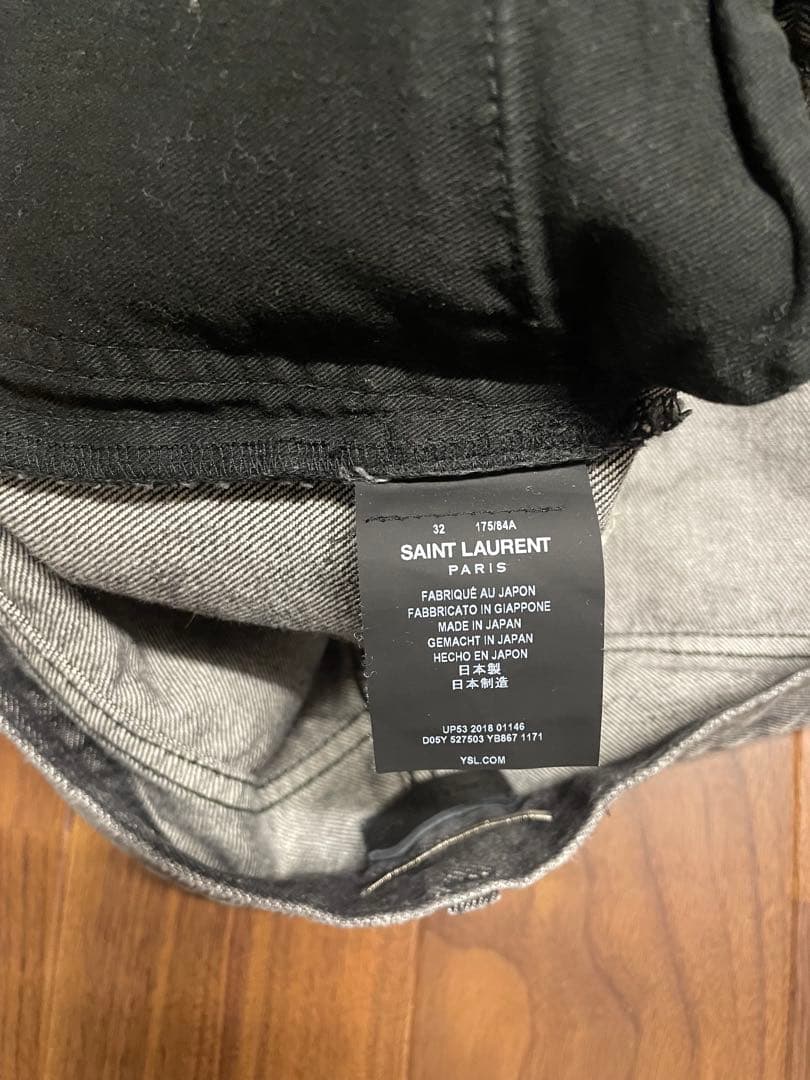 32 175/84A
SAINT LAURENT
PARIS
FABRIQUÉ AU JAPON
FABBRICATO IN GIAPPONE
MADE IN JAPAN
GEMACHT IN JAPAN
HECHO EN JAPON
日本製
日本制造
UP53 2018 01146
D05Y 527503 YB867 1171
YSL.COM